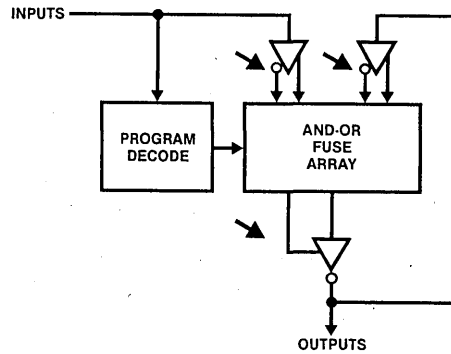 INPUTS
PROGRAM
DECODE
AND-OR
FUSE
ARRAY
OUTPUTS